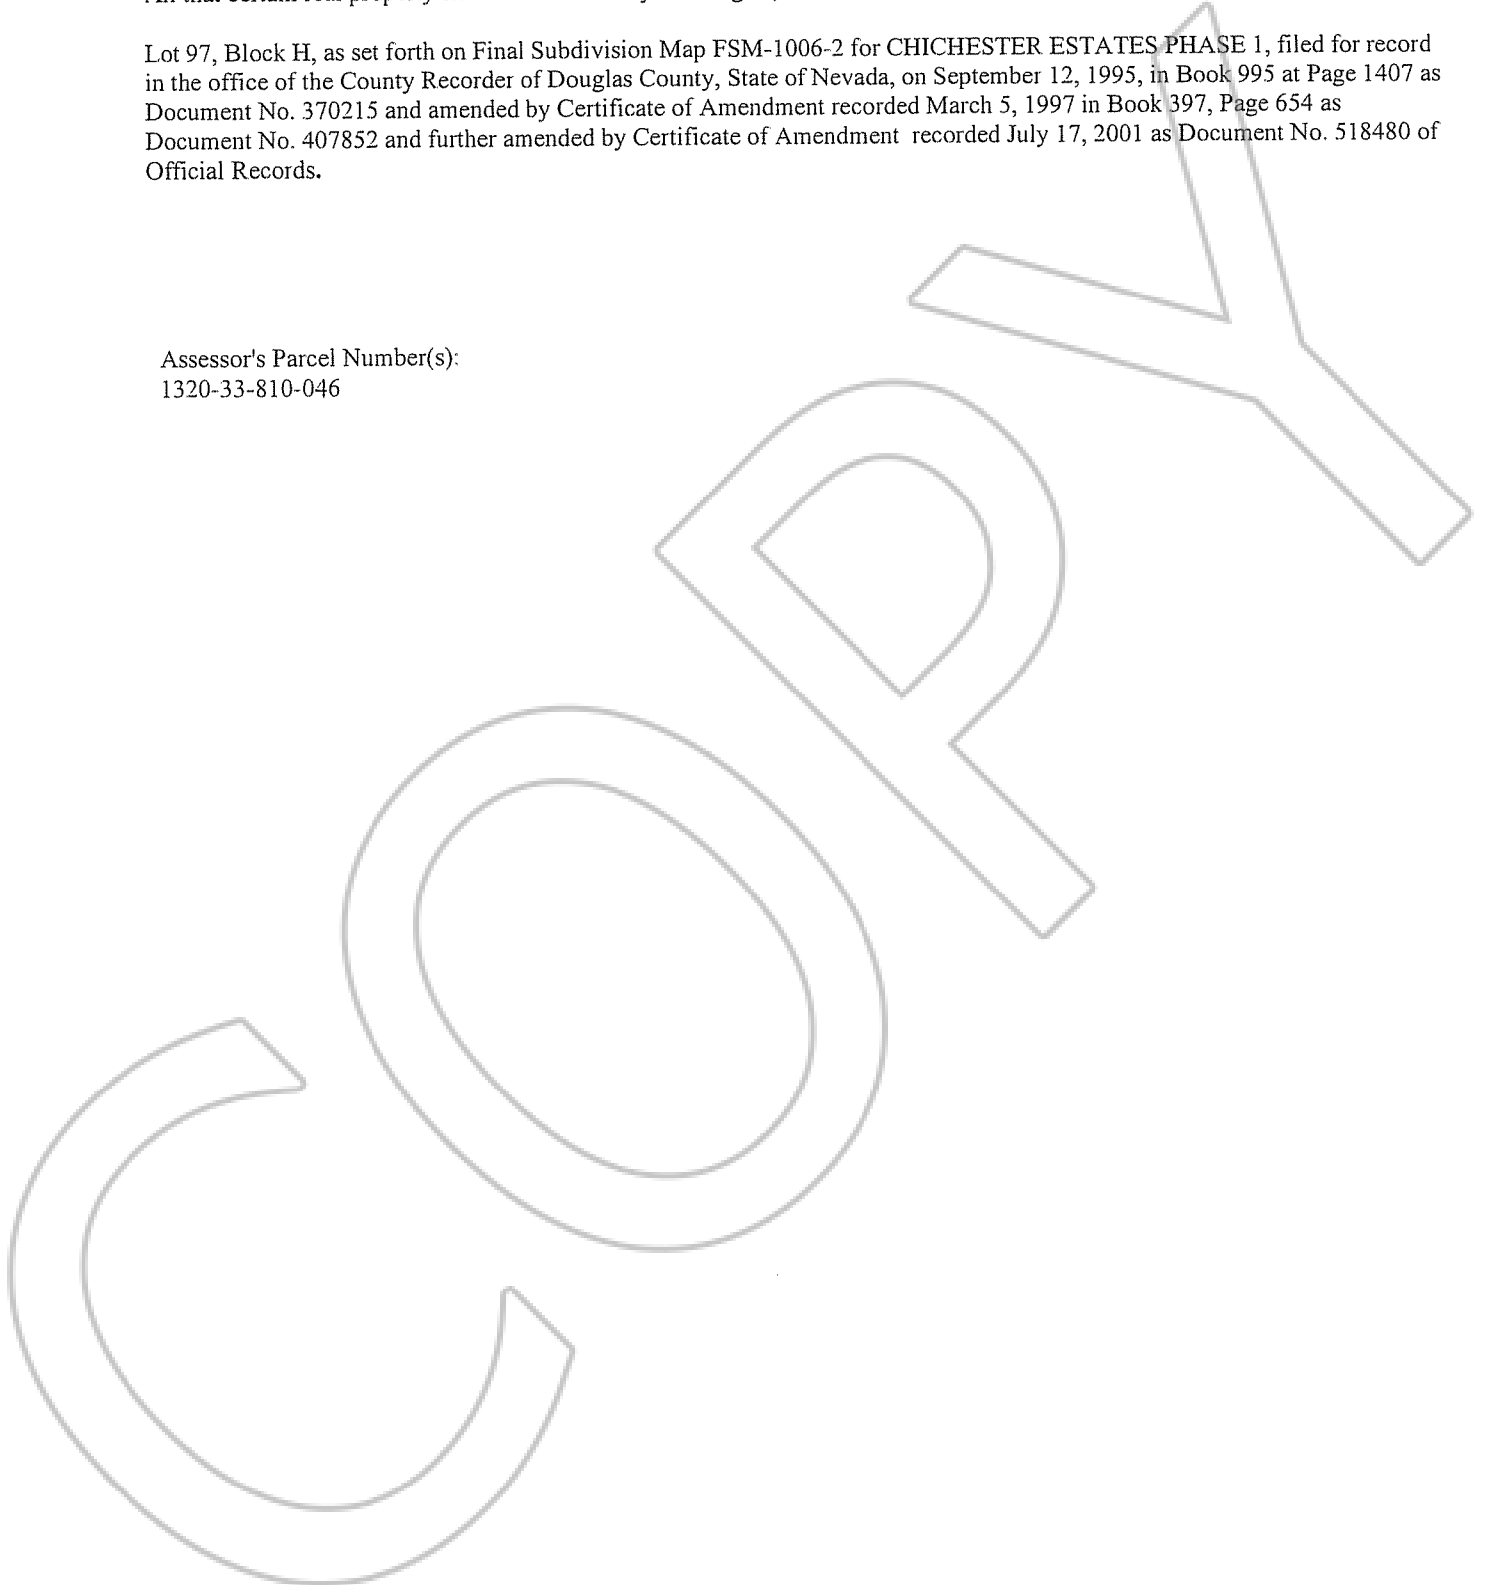 Lot 97, Block H, as set forth on Final Subdivision Map FSM-1006-2 for CHICHESTER ESTATES PHASE 1, filed for record
in the office of the County Recorder of Douglas County, State of Nevada, on September 12, 1995, in Book 995 at Page 1407 as
Document No. 370215 and amended by Certificate of Amendment recorded March 5, 1997 in Book 397, Page 654 as
Document No. 407852 and further amended by Certificate of Amendment recorded July 17, 2001 as Document No. 518480 of
Official Records.
Assessor's Parcel Number(s):
1320-33-810-046
COPY